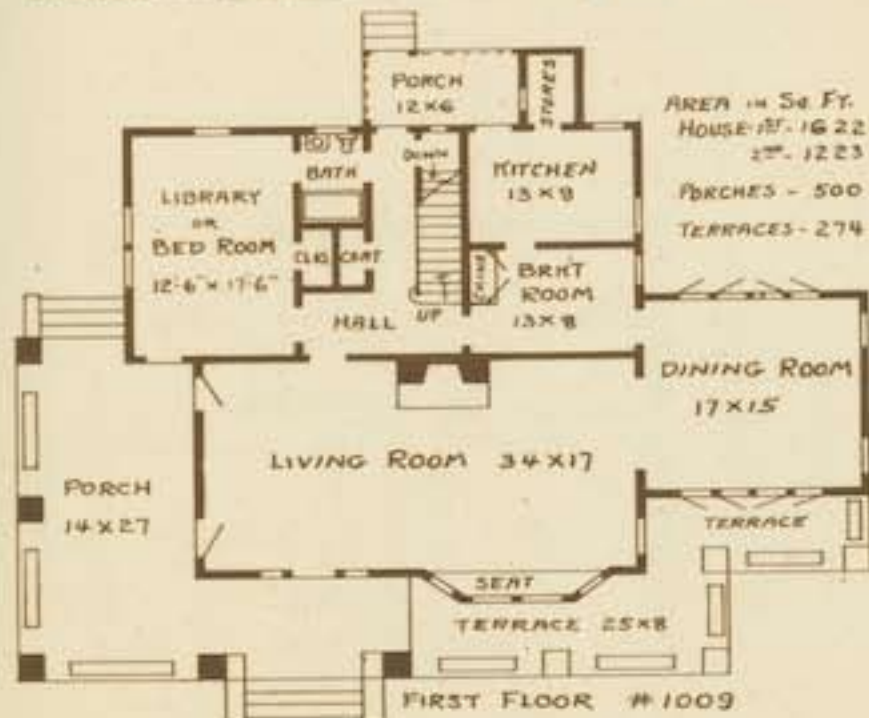 PORCH
12 X 6
STORES
AREA IN SQ. FT.
HOUSE-1ST.- 1622
2ND.- 1223
PORCHES - 500
TERRACES - 274
LIBRARY
OR
BED ROOM
12-6" X 17-6"
BATH
DOWN
KITCHEN
13 X 9
CLO
COAT
CHINA
BRKT
ROOM
13 X 8
HALL
UP
DINING ROOM
17 X 15
LIVING ROOM 34 X 17
PORCH
14 X 27
TERRACE
SEAT
TERRACE 25 X 8
FIRST FLOOR #1009